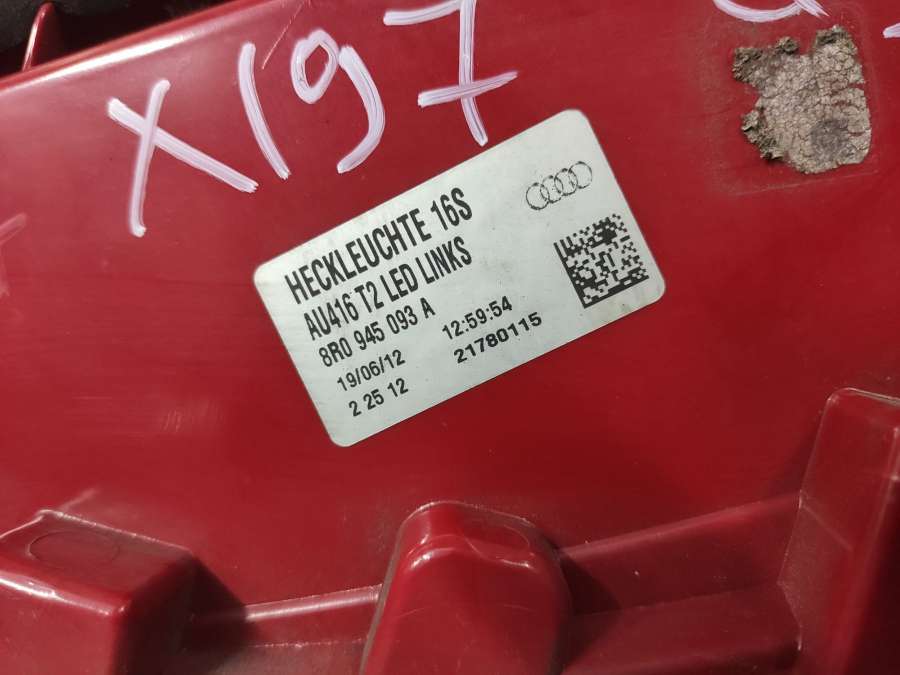 X197
HECKLEUCHTE 16S
AU416 T2 LED LINKS
8R0 945 093 A
19/06/12 12:59:54
2 25 12 21780115